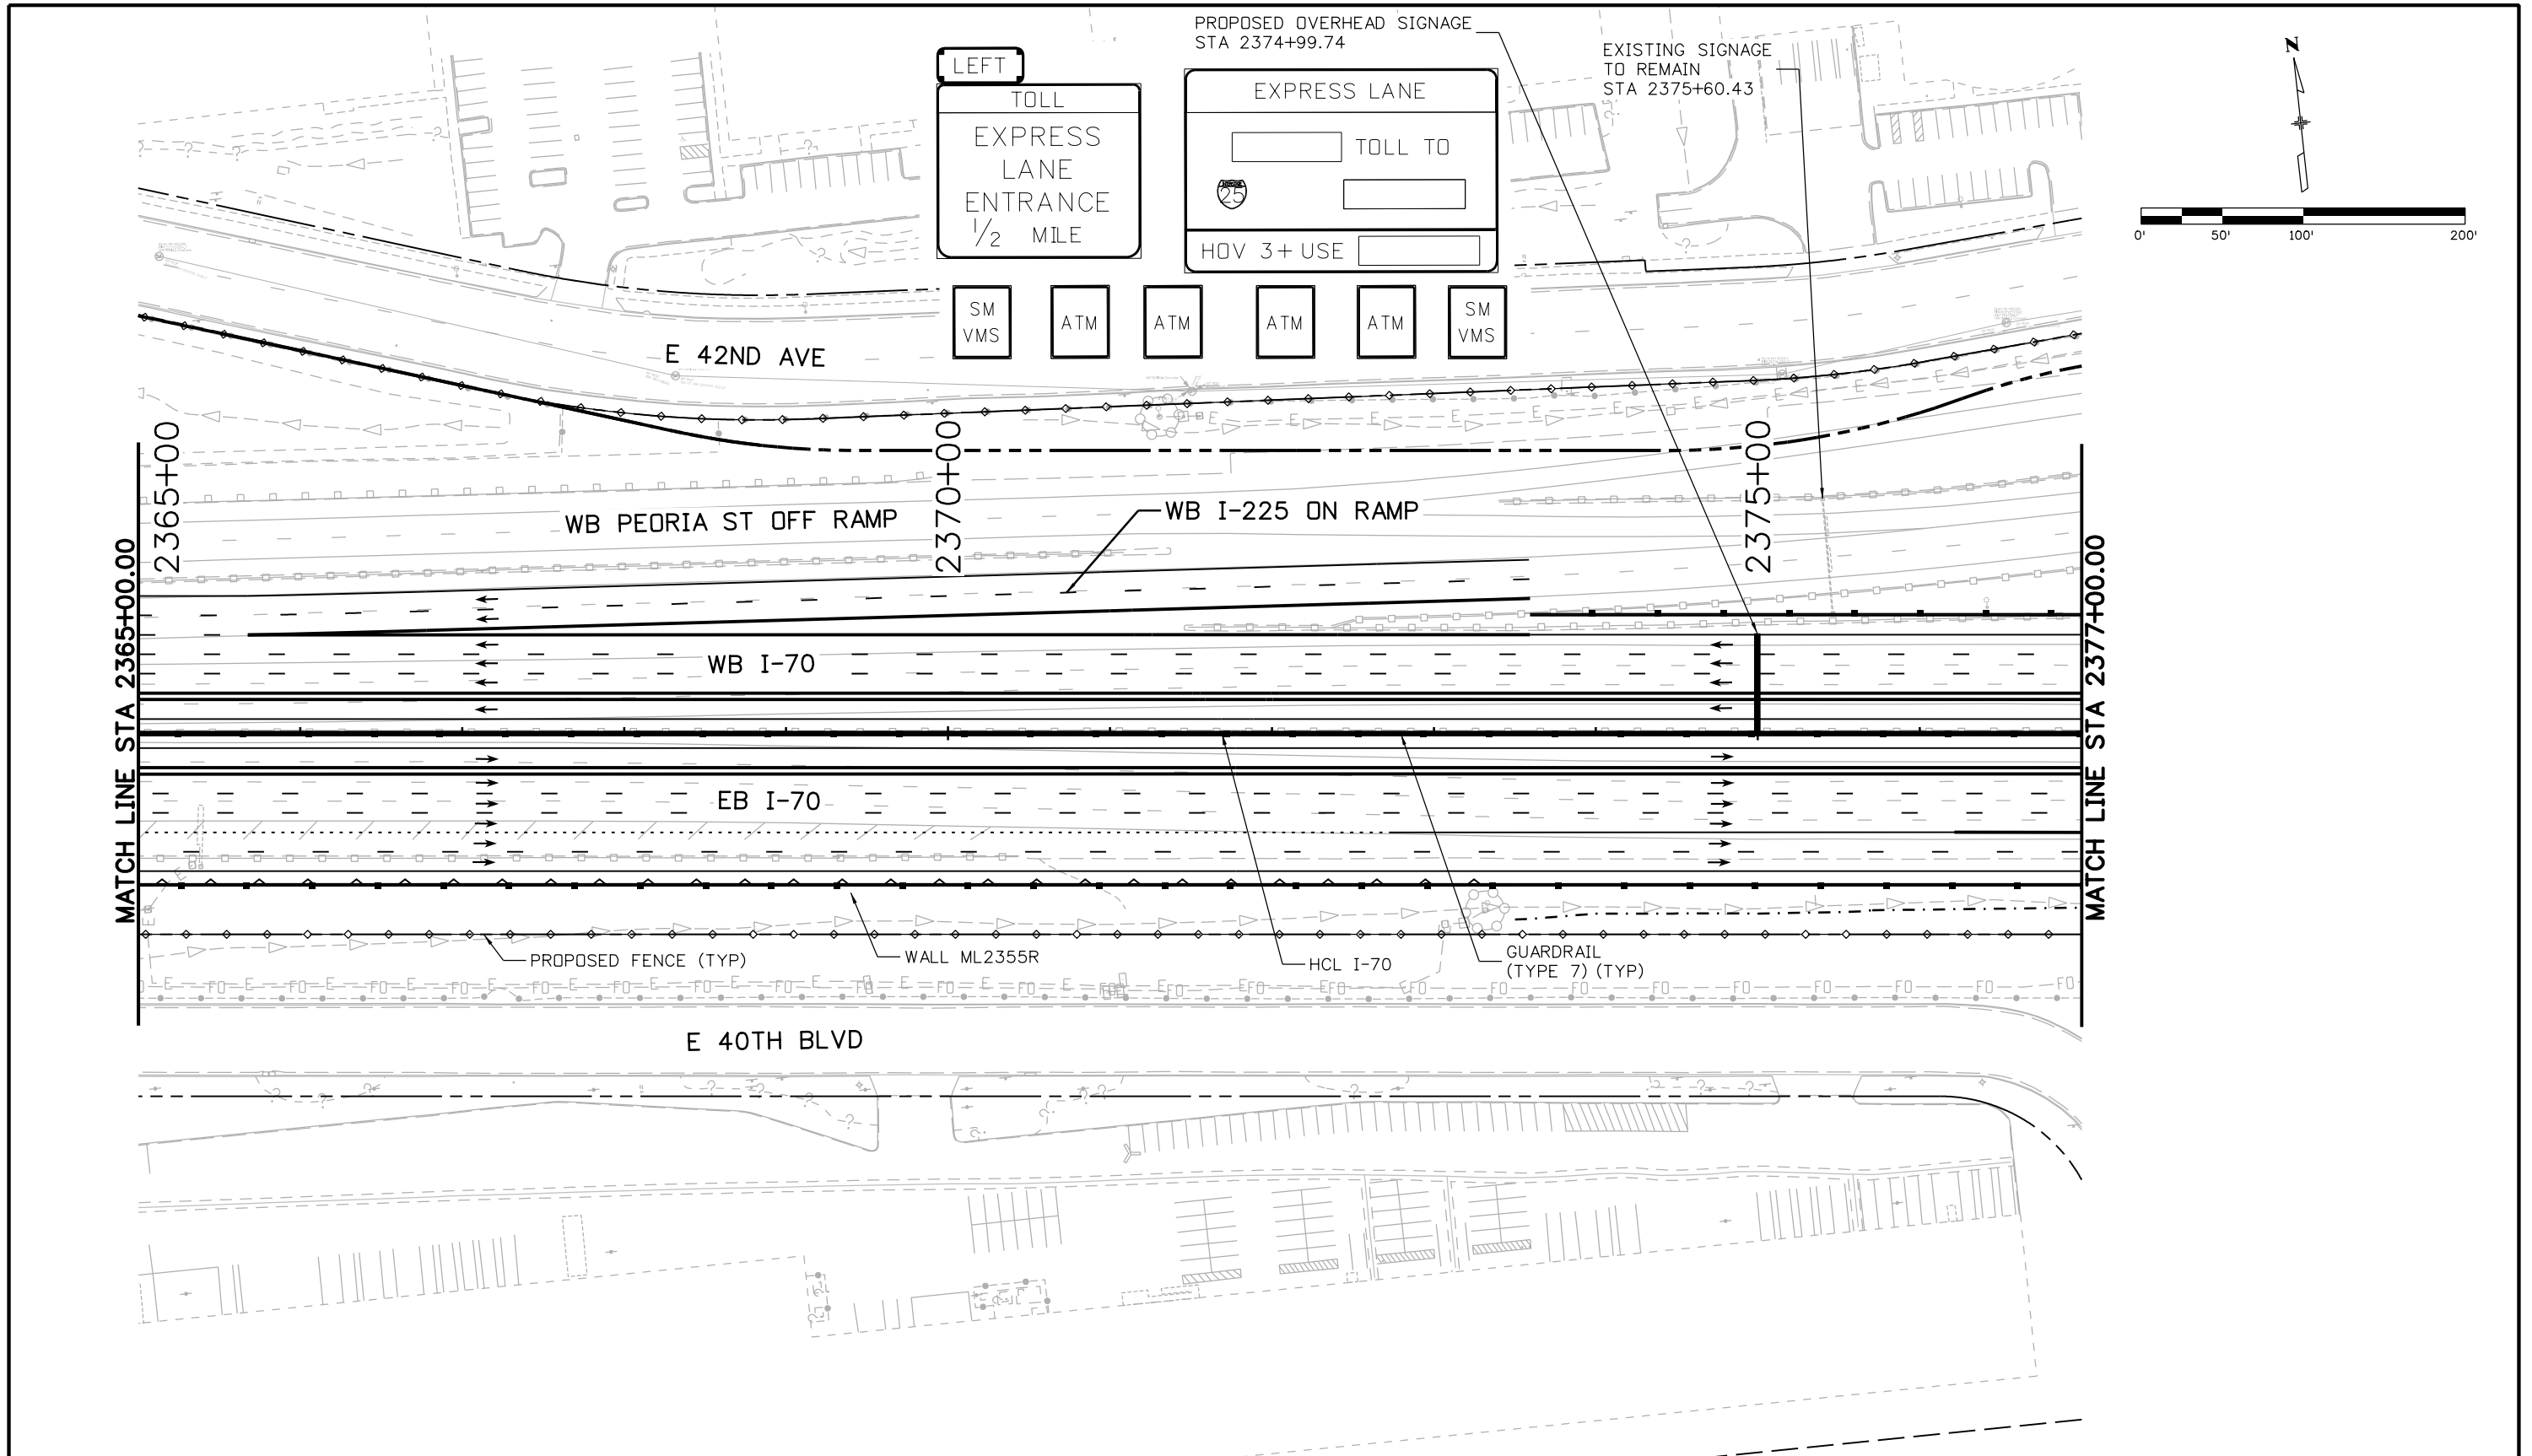 PROPOSED OVERHEAD SIGNAGE
STA 2374+99.74
EXISTING SIGNAGE
TO REMAIN
STA 2375+60.43
N
0' 50' 100' 200'
LEFT
TOLL
EXPRESS
LANE
ENTRANCE
1/2 MILE
EXPRESS LANE
TOLL TO
25
HOV 3+ USE
SM
VMS
ATM
ATM
ATM
ATM
SM
VMS
E 42ND AVE
2365+00
2370+00
2375+00
WB PEORIA ST OFF RAMP
WB I-225 ON RAMP
MATCH LINE STA 2365+00.00
MATCH LINE STA 2377+00.00
WB I-70
EB I-70
PROPOSED FENCE (TYP)
WALL ML2355R
HCL I-70
GUARDRAIL
(TYPE 7) (TYP)
E 40TH BLVD